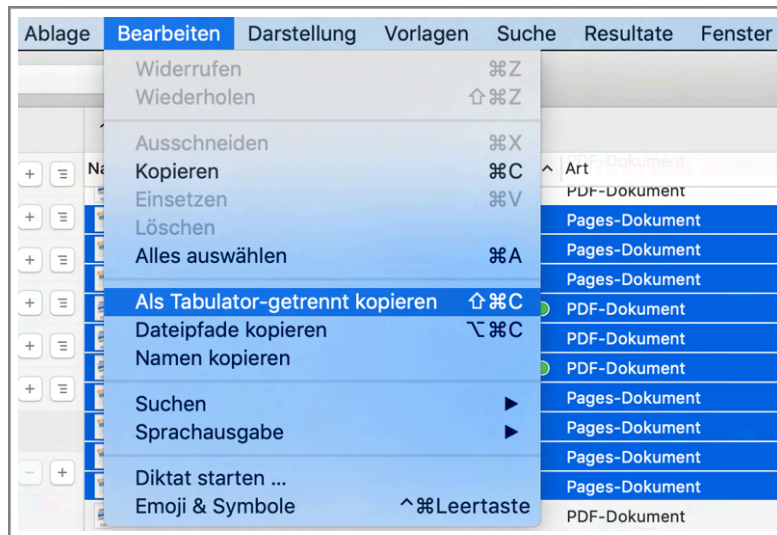 Ablage Bearbeiten Darstellung Vorlagen Suche Resultate Fenster
Widerrufen ⌘Z
Wiederholen ⇧⌘Z
Ausschneiden ⌘X
Kopieren ⌘C
Einsetzen ⌘V
Löschen
Alles auswählen ⌘A
Als Tabulator-getrennt kopieren ⇧⌘C
Dateipfade kopieren ⌥⌘C
Namen kopieren
Suchen ▶
Sprachausgabe ▶
Diktat starten ...
Emoji & Symbole ^⌘Leertaste
Art
PDF-Dokument
Pages-Dokument
Pages-Dokument
Pages-Dokument
PDF-Dokument
PDF-Dokument
PDF-Dokument
Pages-Dokument
Pages-Dokument
Pages-Dokument
Pages-Dokument
PDF-Dokument